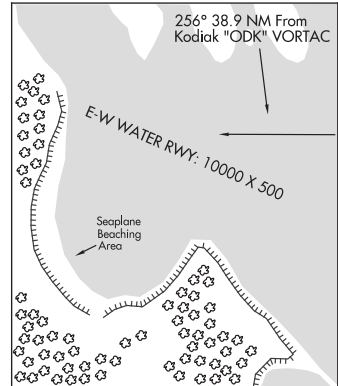 256° 38.9 NM From
Kodiak "ODK" VORTAC
E-W WATER RWY: 10000 X 500
Seaplane
Beaching
Area